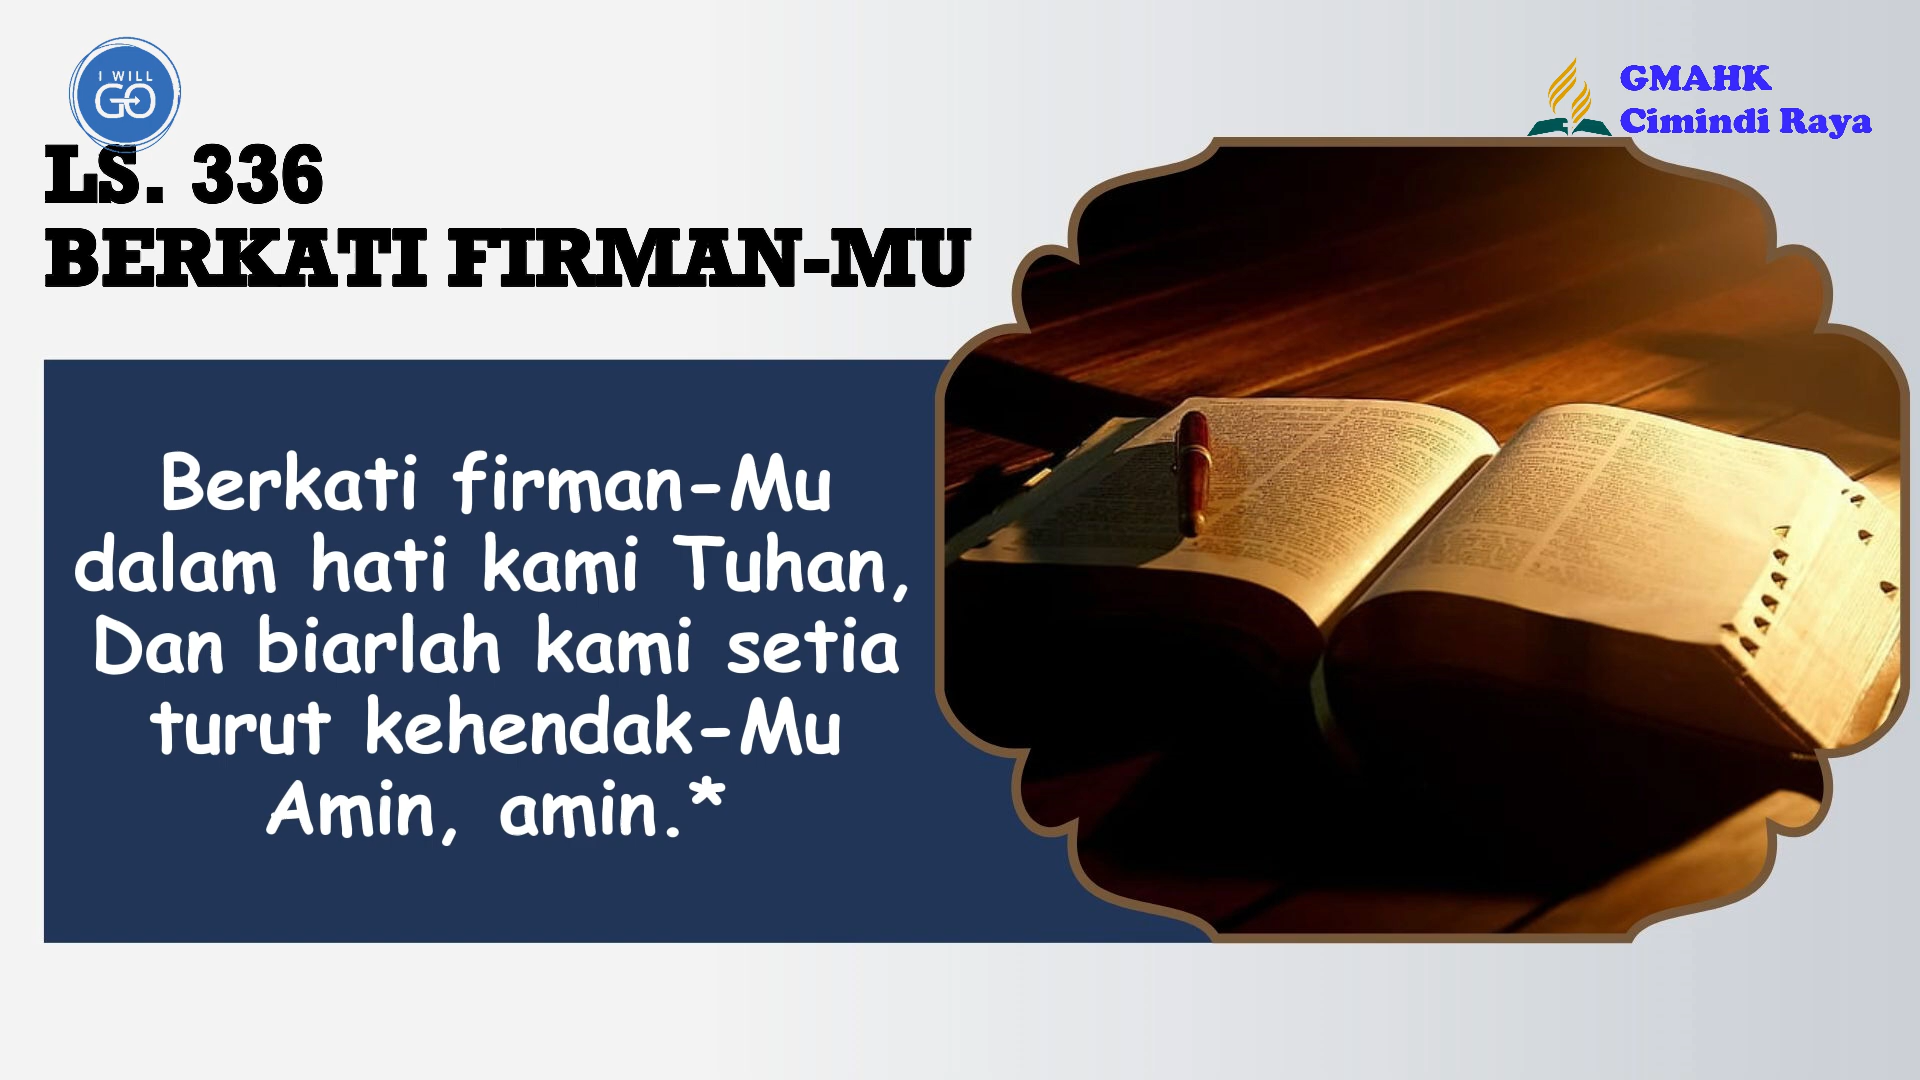 I WILL
GO
GMAHK
Cimindi Raya
LS. 336
BERKATI FIRMAN-MU
Berkati firman-Mu
dalam hati kami Tuhan,
Dan biarlah kami setia
turut kehendak-Mu
Amin, amin.*